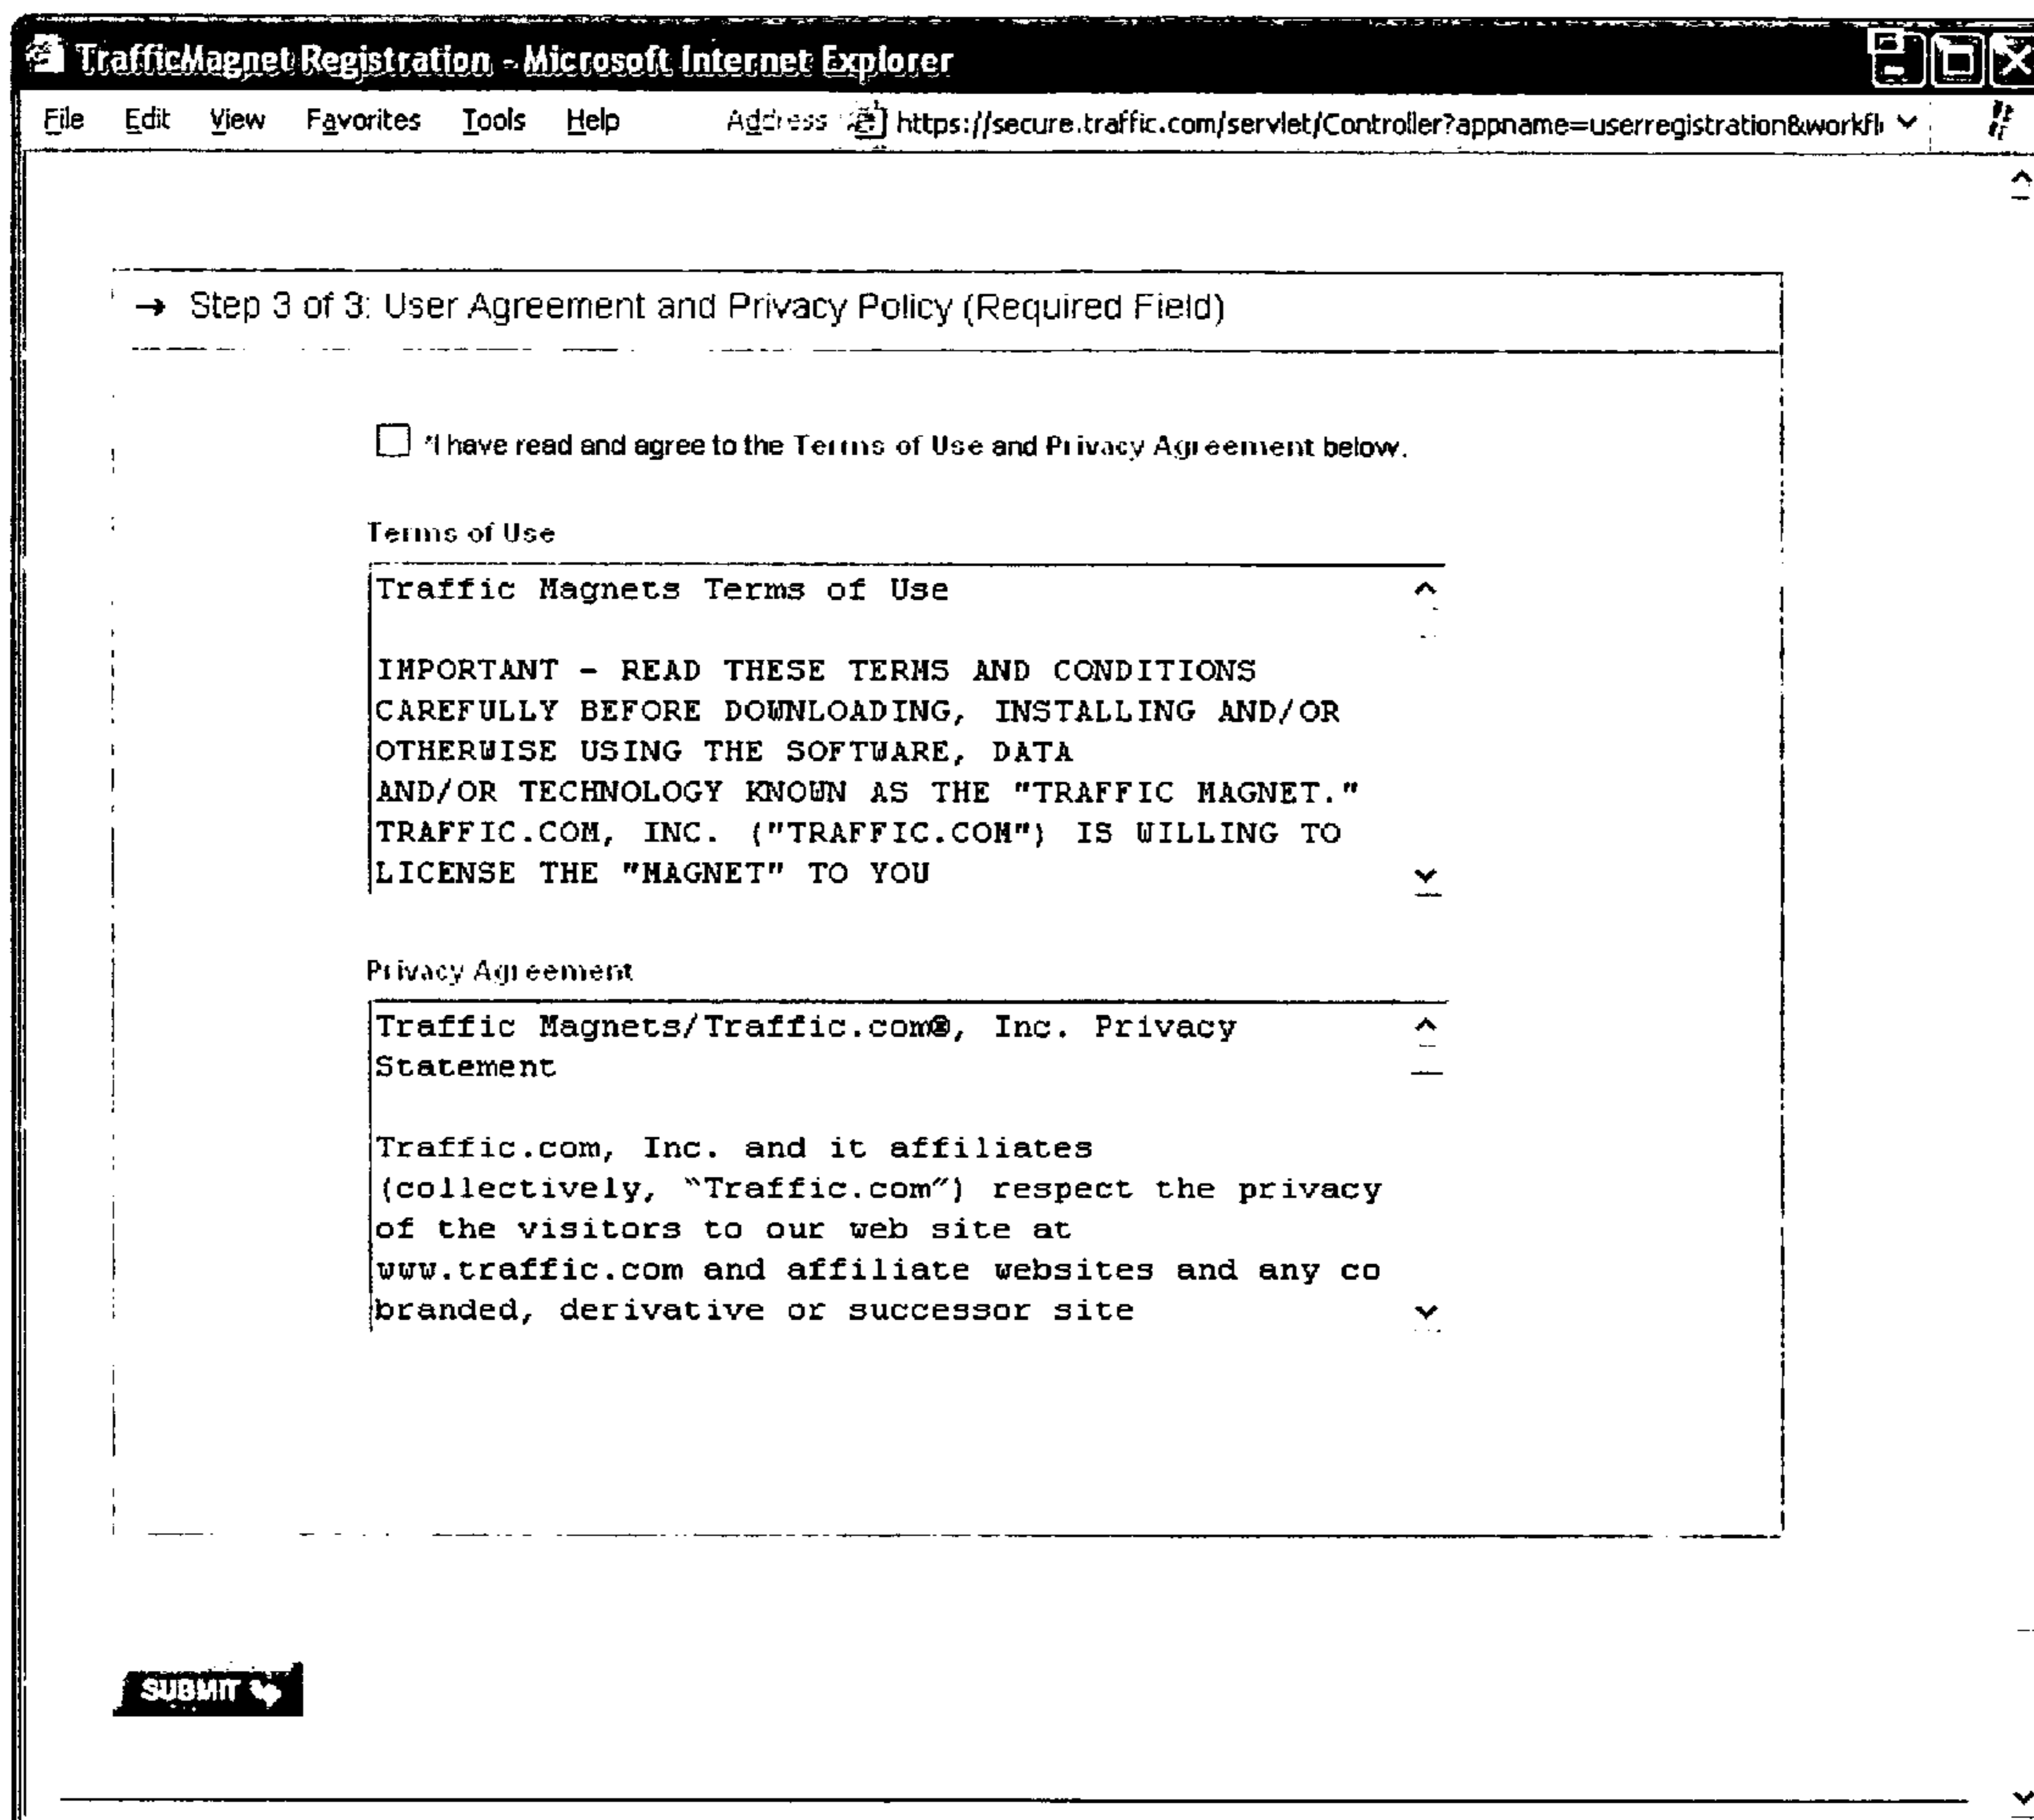 TrafficMagnet Registration - Microsoft Internet Explorer
File Edit View Favorites Tools Help Address https://secure.traffic.com/servlet/Controller?appname=userregistration&workfl
→ Step 3 of 3: User Agreement and Privacy Policy (Required Field)
*I have read and agree to the Terms of Use and Privacy Agreement below.
Terms of Use
Traffic Magnets Terms of Use
IMPORTANT - READ THESE TERMS AND CONDITIONS
CAREFULLY BEFORE DOWNLOADING, INSTALLING AND/OR
OTHERWISE USING THE SOFTWARE, DATA
AND/OR TECHNOLOGY KNOWN AS THE "TRAFFIC MAGNET."
TRAFFIC.COM, INC. ("TRAFFIC.COM") IS WILLING TO
LICENSE THE "MAGNET" TO YOU
Privacy Agreement
Traffic Magnets/Traffic.com®, Inc. Privacy
Statement
Traffic.com, Inc. and it affiliates
(collectively, “Traffic.com”) respect the privacy
of the visitors to our web site at
www.traffic.com and affiliate websites and any co
branded, derivative or successor site
SUBMIT